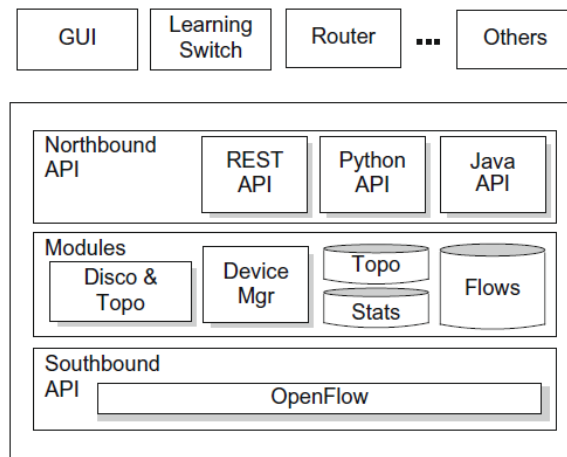 GUI
Learning
Switch
Router
...
Others
Northbound
API
REST
API
Python
API
Java
API
Modules
Disco &
Topo
Device
Mgr
Topo
Stats
Flows
Southbound
API
OpenFlow